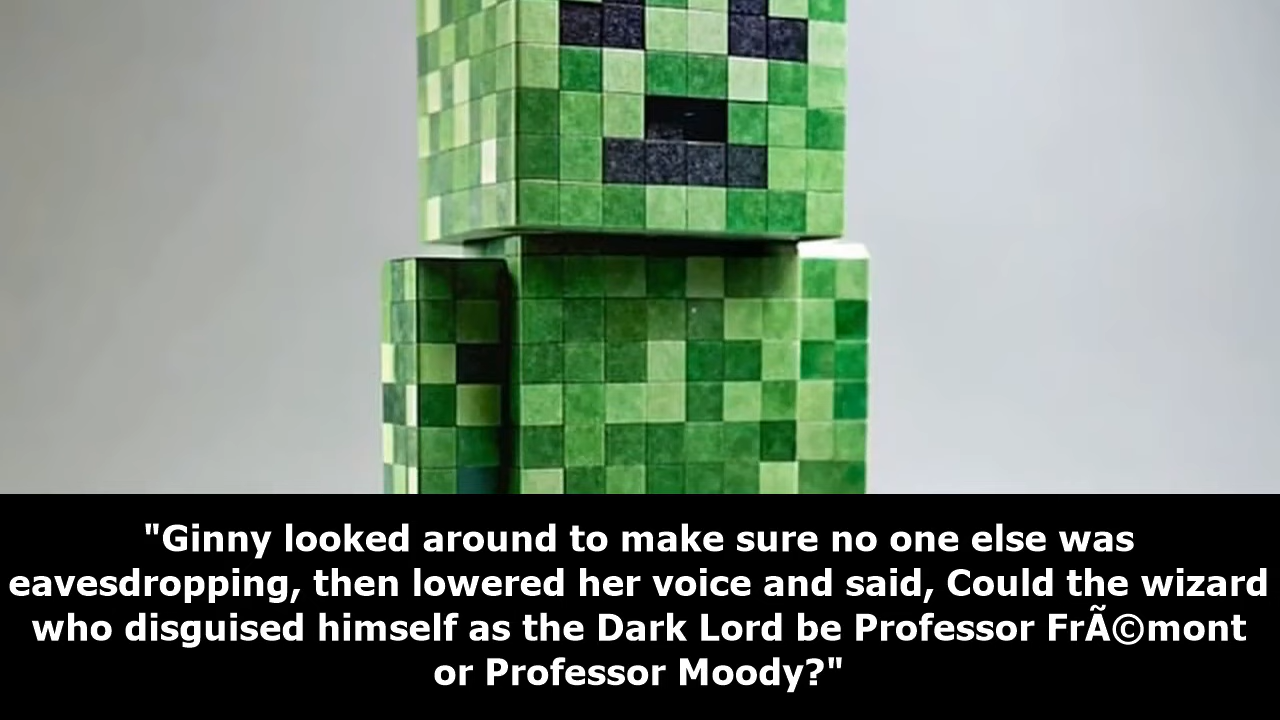 "Ginny looked around to make sure no one else was
eavesdropping, then lowered her voice and said, Could the wizard
who disguised himself as the Dark Lord be Professor FrÃ©mont
or Professor Moody?"